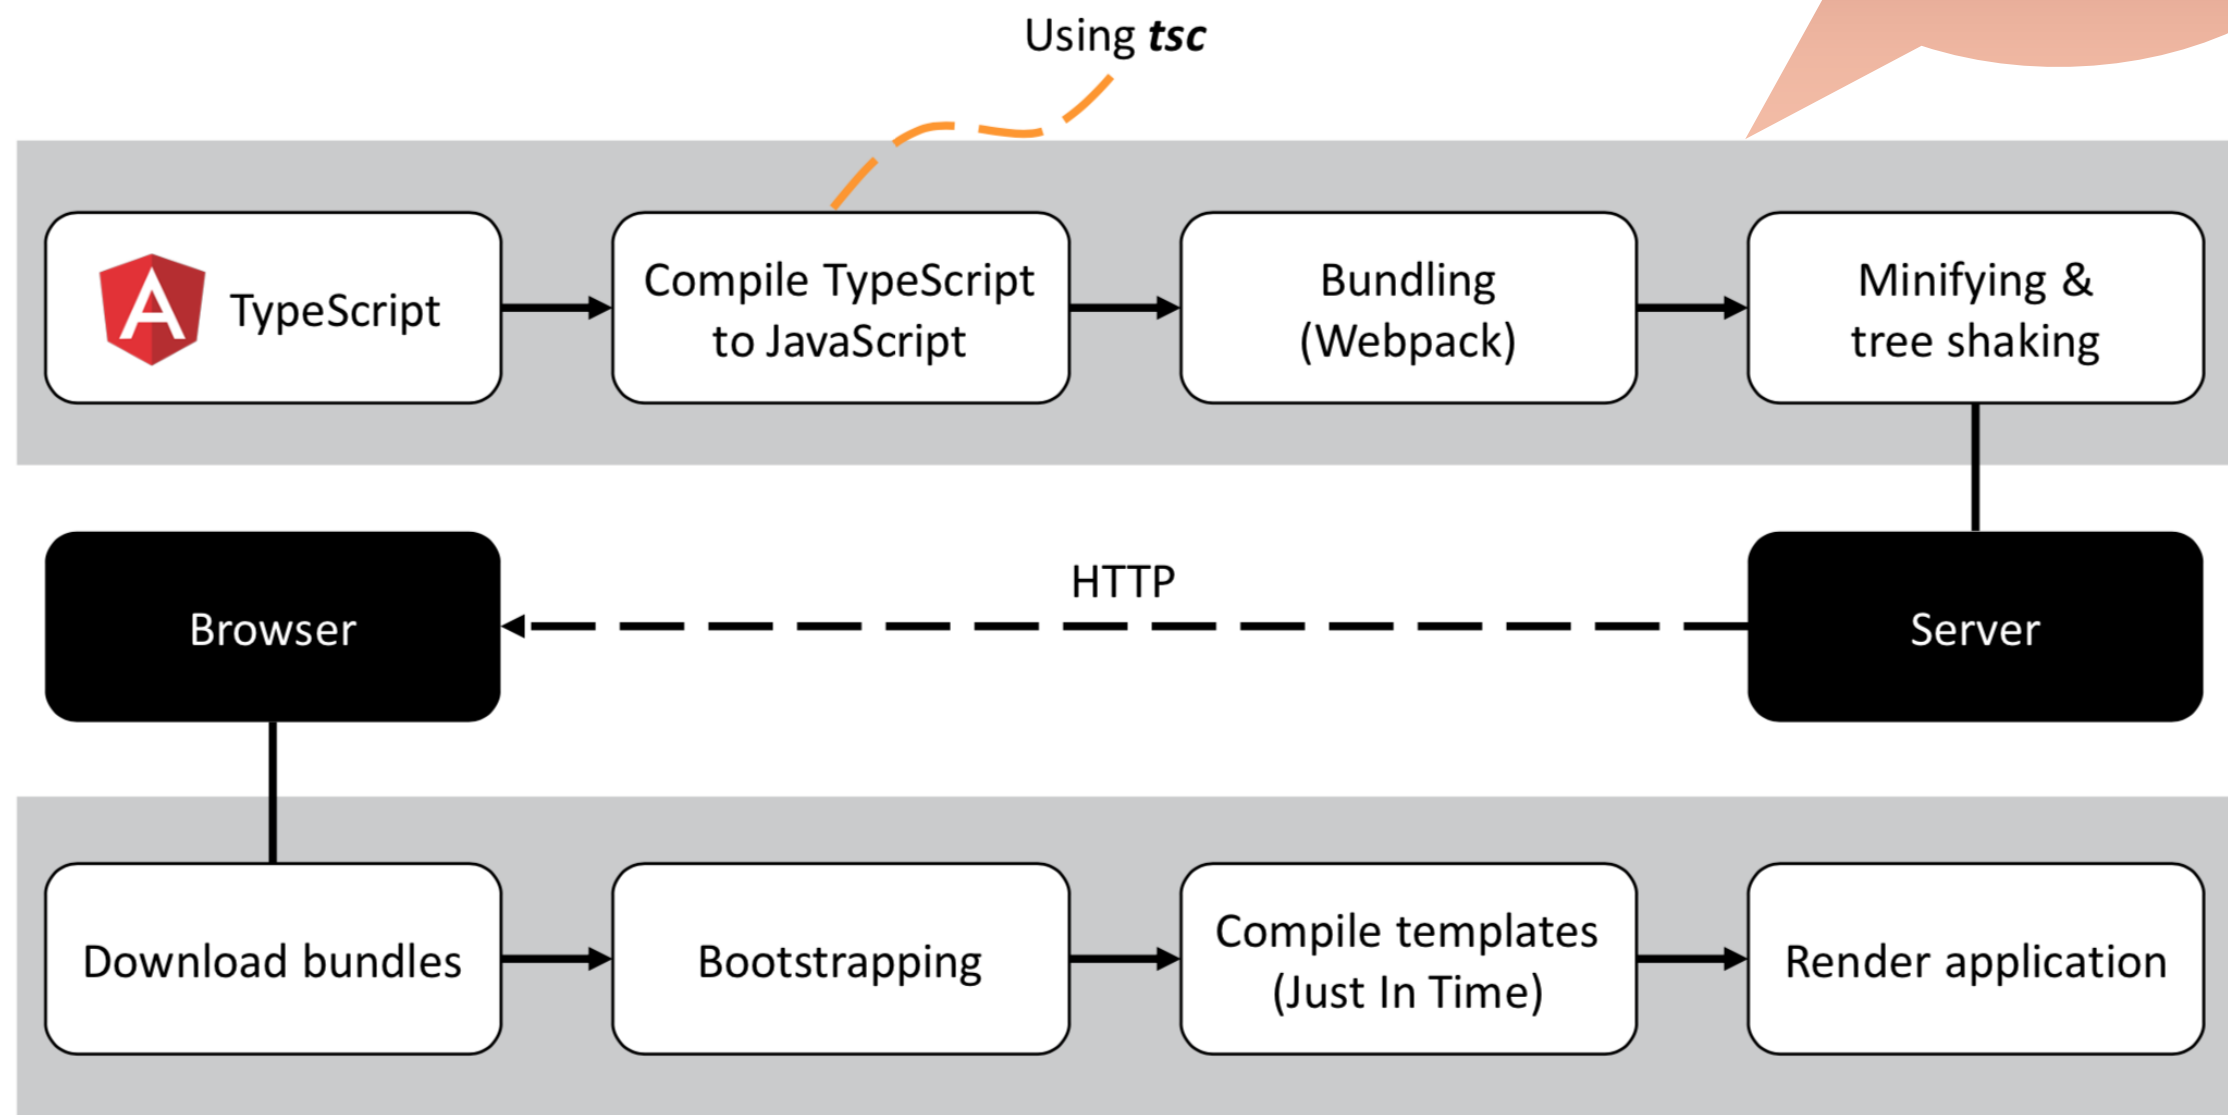 Using tsc
A
TypeScript
Compile TypeScript
to JavaScript
Bundling
(Webpack)
Minifying &
tree shaking
Browser
HTTP
Server
Download bundles
Bootstrapping
Compile templates
(Just In Time)
Render application